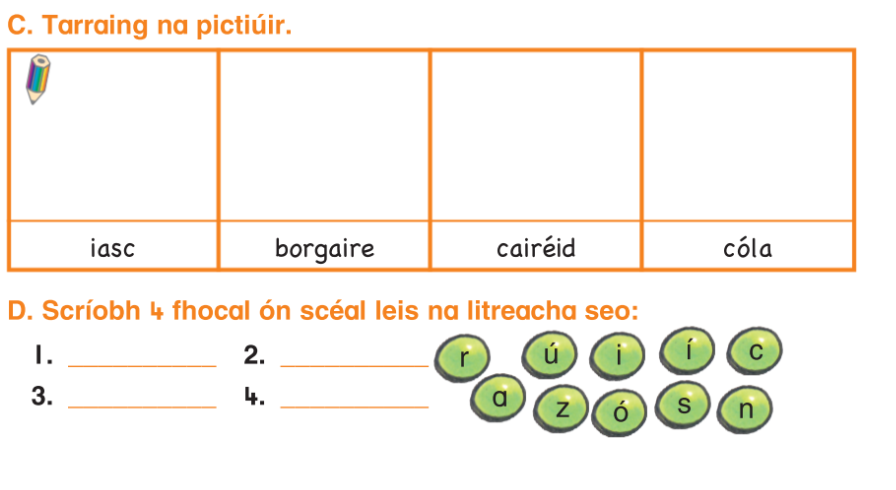 C. Tarraing na pictiúir.
iasc borgaire cairéid cóla
D. Scríobh 4 fhocal ón scéal leis na litreacha seo:
1. 2. r ú i í c
3. 4. a z ó s n